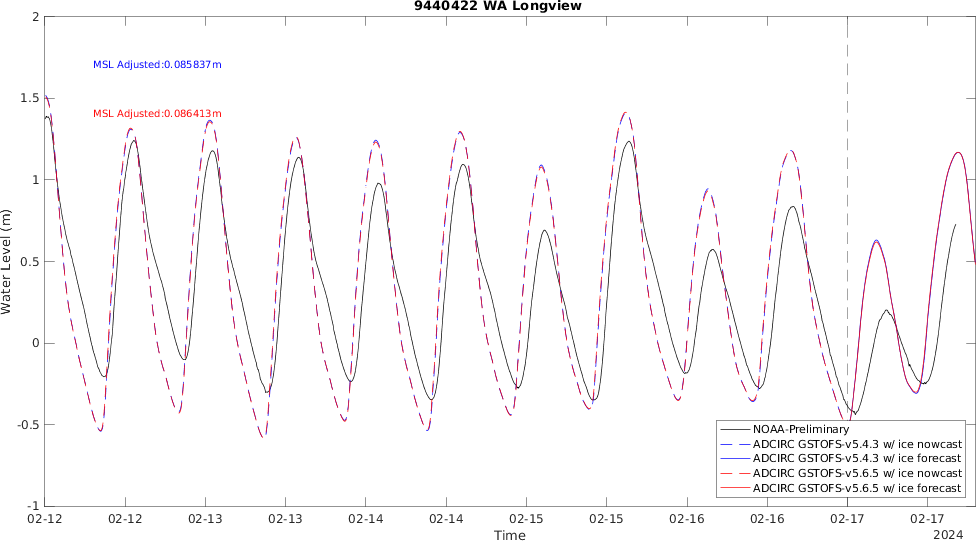 9440422 WA Longview
2
MSL Adjusted:0.085837m
1.5
MSL Adjusted:0.086413m
1
0.5
0
-0.5
-1
Water Level (m)
NOAA-Preliminary
ADCIRC GSTOFS-v5.4.3 w/ ice nowcast
ADCIRC GSTOFS-v5.4.3 w/ ice forecast
ADCIRC GSTOFS-v5.6.5 w/ ice nowcast
ADCIRC GSTOFS-v5.6.5 w/ ice forecast
02-12 02-12 02-13 02-13 02-14 02-14 02-15 02-15 02-16 02-16 02-17 02-17
Time
2024